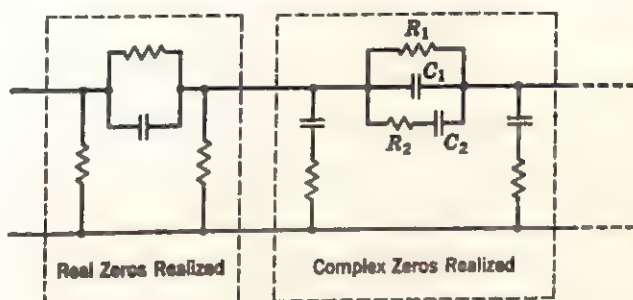 R₁
C₁
R₂ C₂
Real Zeros Realized
Complex Zeros Realized